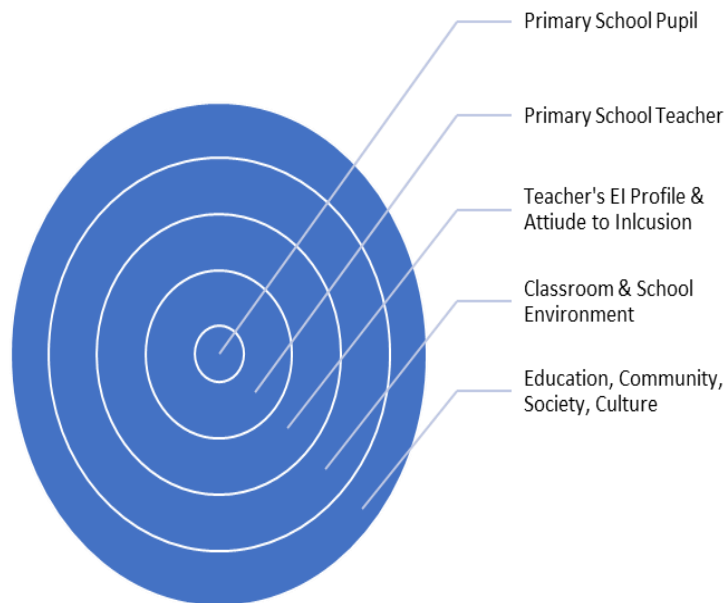 Primary School Pupil
Primary School Teacher
Teacher's EI Profile &
Attiude to Inlcusion
Classroom & School
Environment
Education, Community,
Society, Culture